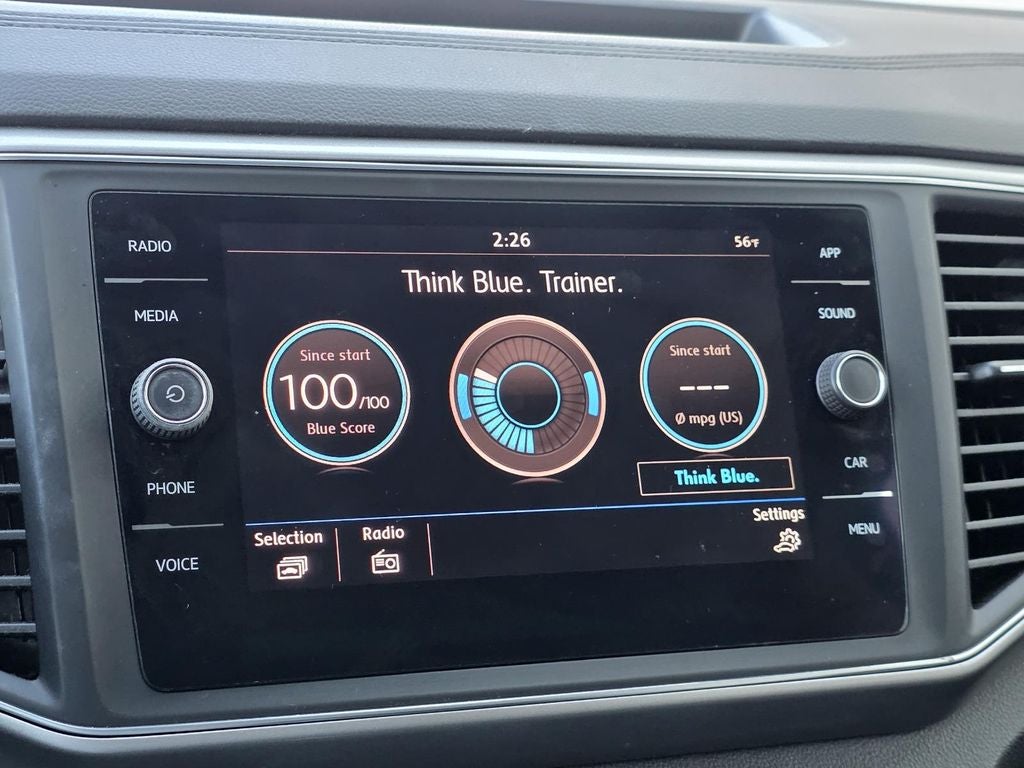 RADIO
MEDIA
PHONE
VOICE
2:26
56°F
Think Blue. Trainer.
Since start
100/100
Blue Score
Since start
---
Ø mpg (US)
Think Blue.
Selection
Radio
Settings
APP
SOUND
CAR
MENU